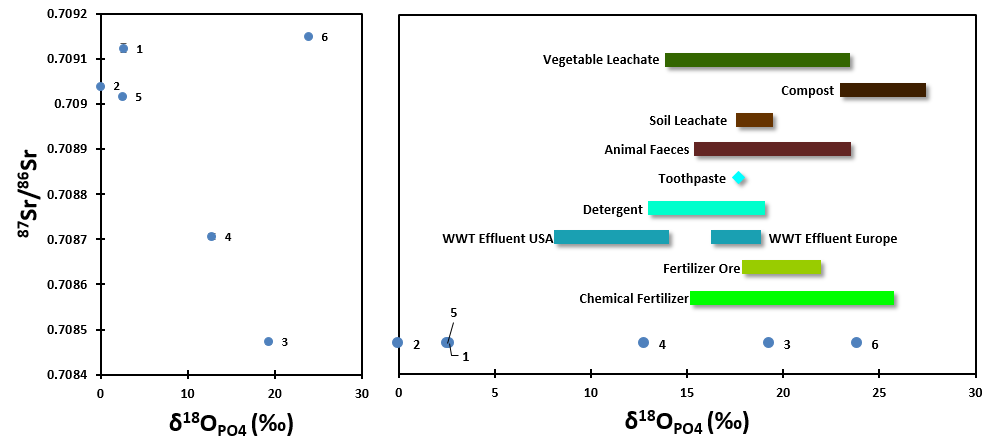 0.7092
0.7091
0.709
0.7089
0.7088
0.7087
0.7086
0.7085
0.7084
87Sr/86Sr
1
2
5
6
4
3
0 10 20 30
δ18OPO4 (‰)
Vegetable Leachate
Compost
Soil Leachate
Animal Faeces
Toothpaste
Detergent
WWT Effluent USA WWT Effluent Europe
Fertilizer Ore
Chemical Fertilizer
5
2 1 4 3 6
0 5 10 15 20 25 30
δ18OPO4 (‰)